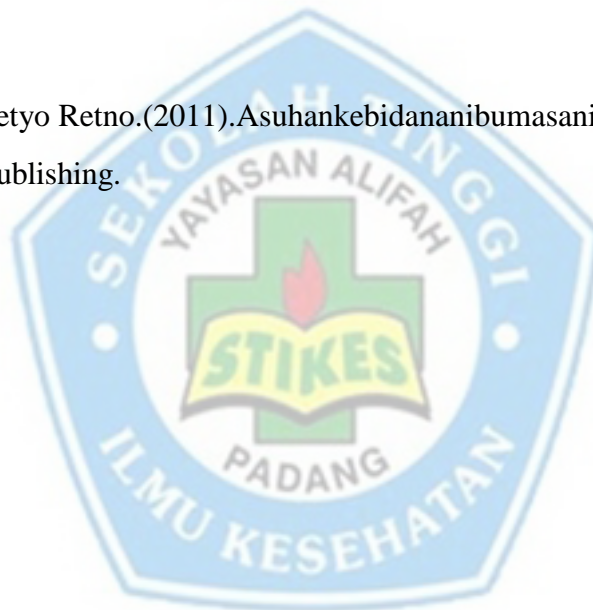 etyo Retno.(2011).Asuhankebidananibumasani
ublishing.
SEKOLAH TINGGI
YAYASAN ALIFAH
STIKES
PADANG
ILMU KESEHATAN